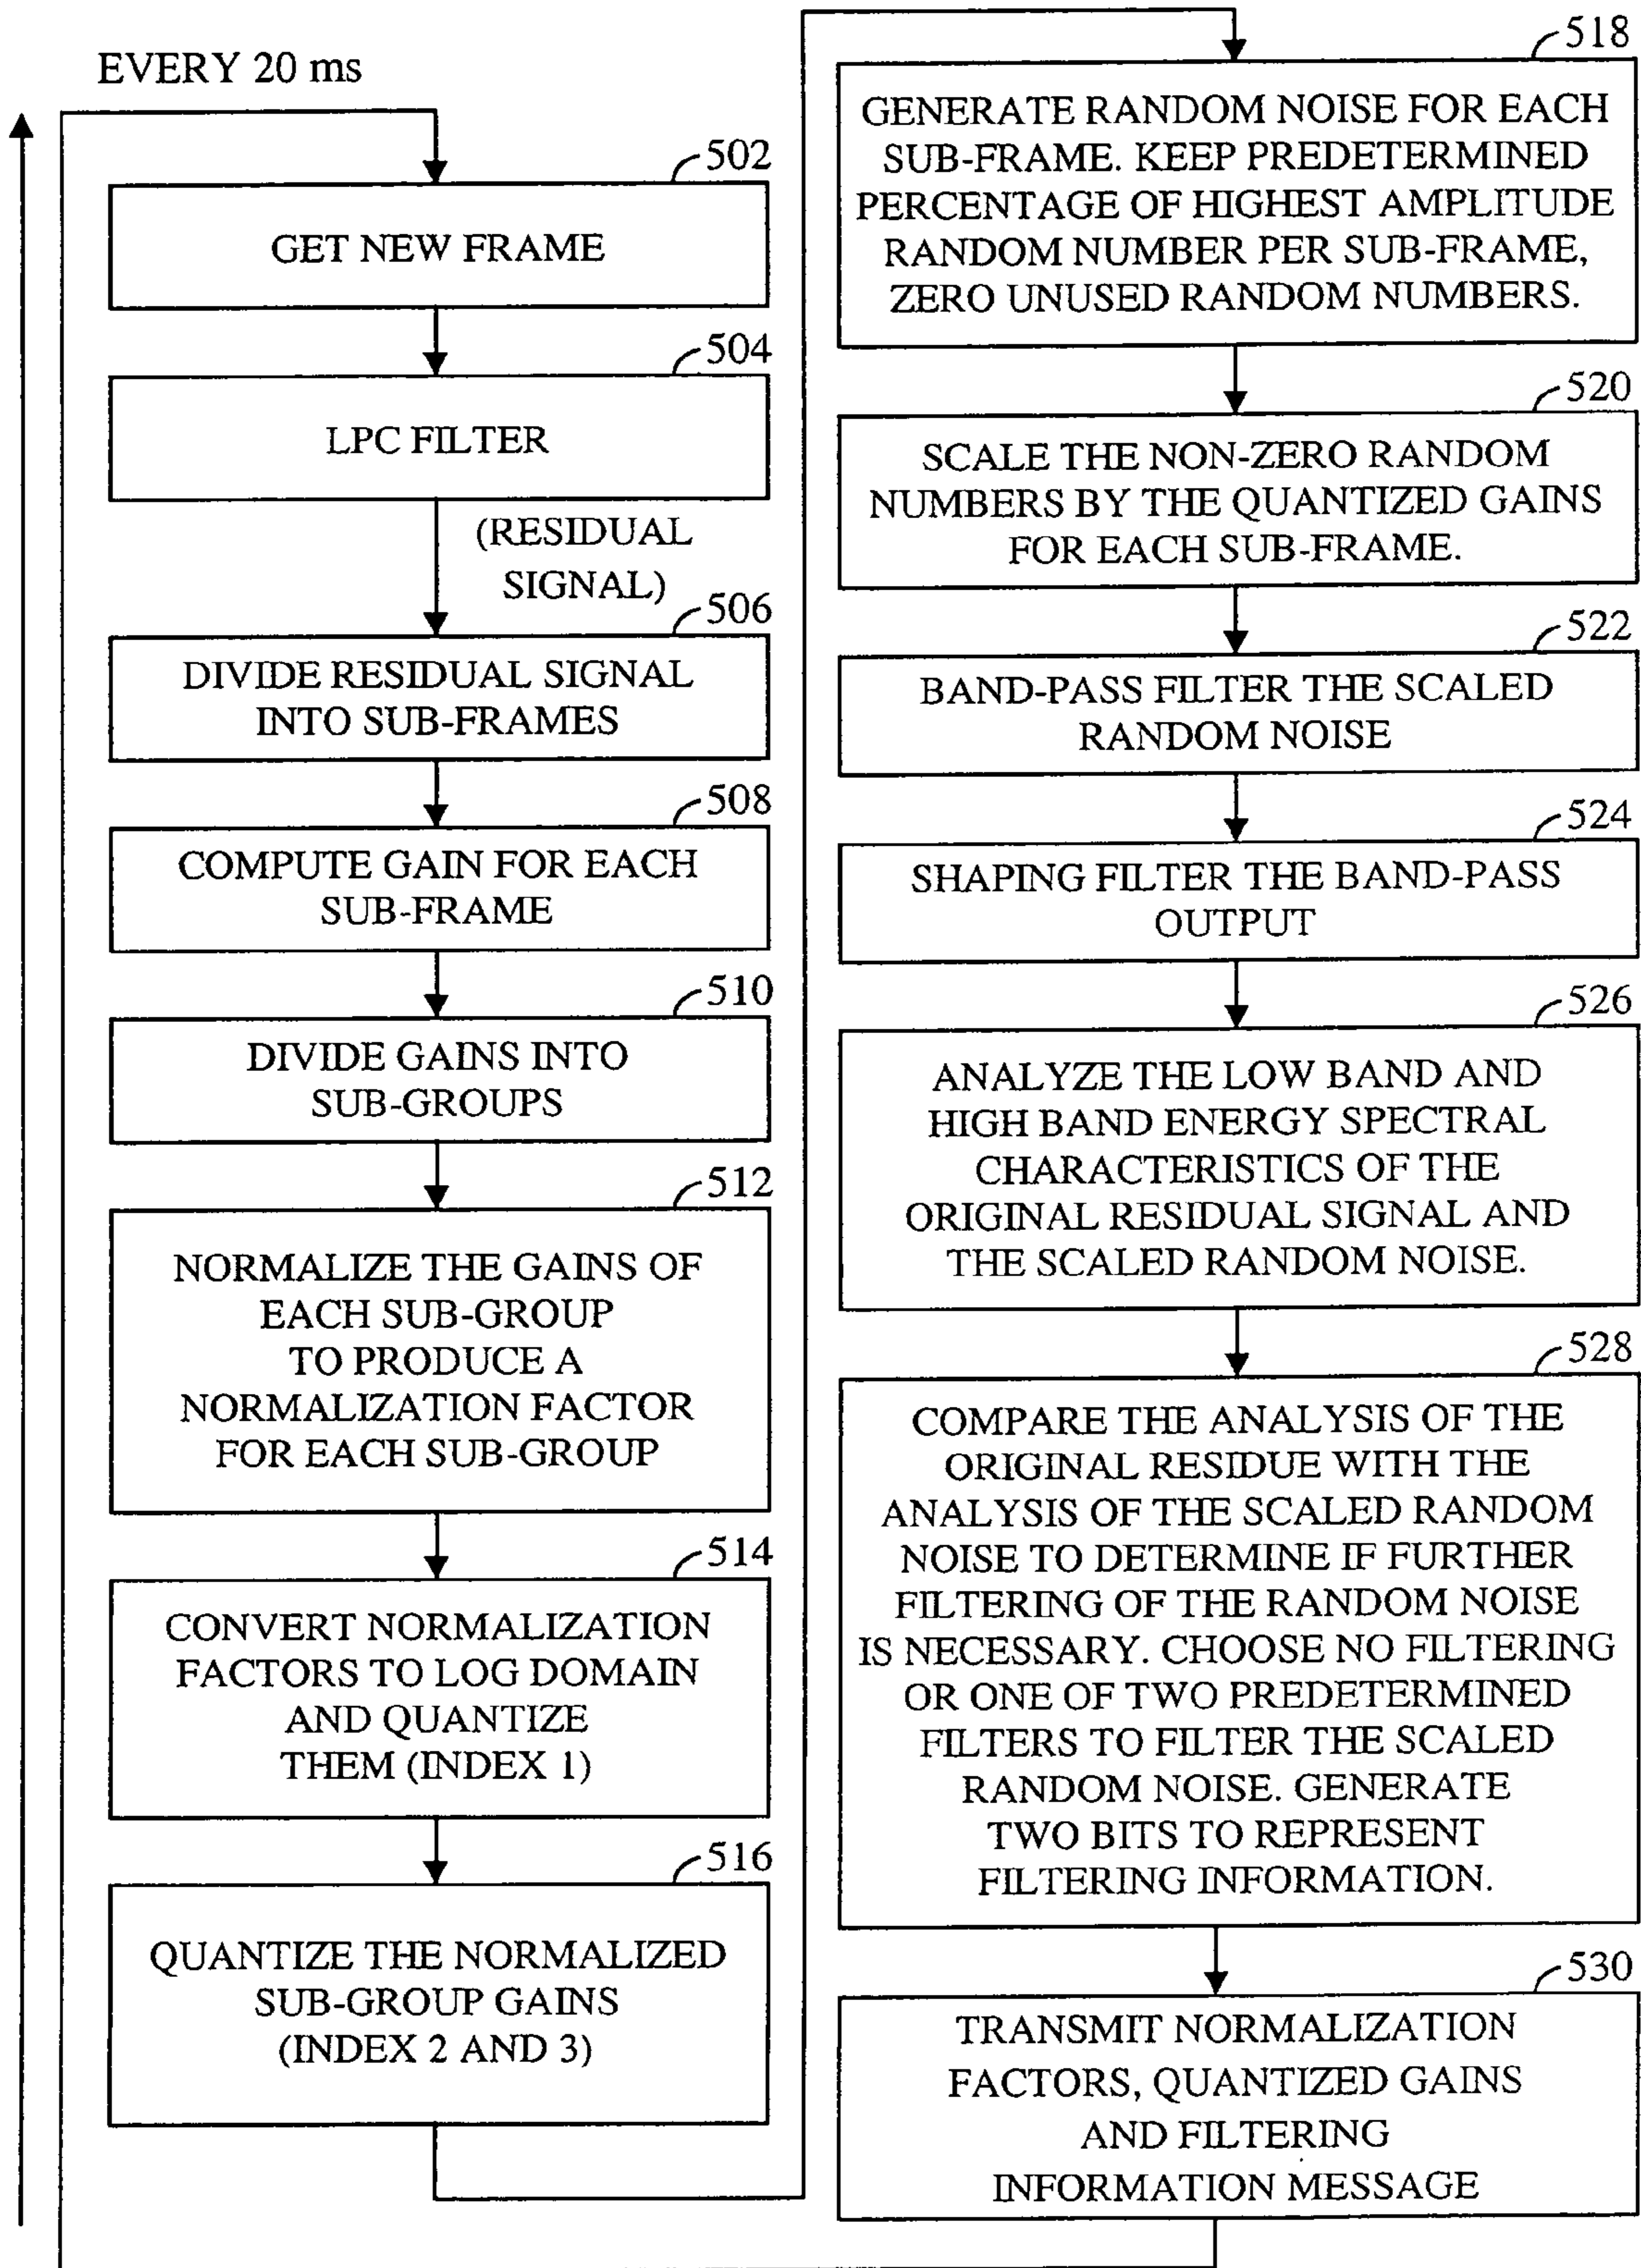 EVERY 20 ms
502
GET NEW FRAME
504
LPC FILTER
(RESIDUAL
SIGNAL)
506
DIVIDE RESIDUAL SIGNAL
INTO SUB-FRAMES
508
COMPUTE GAIN FOR EACH
SUB-FRAME
510
DIVIDE GAINS INTO
SUB-GROUPS
512
NORMALIZE THE GAINS OF
EACH SUB-GROUP
TO PRODUCE A
NORMALIZATION FACTOR
FOR EACH SUB-GROUP
514
CONVERT NORMALIZATION
FACTORS TO LOG DOMAIN
AND QUANTIZE
THEM (INDEX 1)
516
QUANTIZE THE NORMALIZED
SUB-GROUP GAINS
(INDEX 2 AND 3)
518
GENERATE RANDOM NOISE FOR EACH
SUB-FRAME. KEEP PREDETERMINED
PERCENTAGE OF HIGHEST AMPLITUDE
RANDOM NUMBER PER SUB-FRAME,
ZERO UNUSED RANDOM NUMBERS.
520
SCALE THE NON-ZERO RANDOM
NUMBERS BY THE QUANTIZED GAINS
FOR EACH SUB-FRAME.
522
BAND-PASS FILTER THE SCALED
RANDOM NOISE
524
SHAPING FILTER THE BAND-PASS
OUTPUT
526
ANALYZE THE LOW BAND AND
HIGH BAND ENERGY SPECTRAL
CHARACTERISTICS OF THE
ORIGINAL RESIDUAL SIGNAL AND
THE SCALED RANDOM NOISE.
528
COMPARE THE ANALYSIS OF THE
ORIGINAL RESIDUE WITH THE
ANALYSIS OF THE SCALED RANDOM
NOISE TO DETERMINE IF FURTHER
FILTERING OF THE RANDOM NOISE
IS NECESSARY. CHOOSE NO FILTERING
OR ONE OF TWO PREDETERMINED
FILTERS TO FILTER THE SCALED
RANDOM NOISE. GENERATE
TWO BITS TO REPRESENT
FILTERING INFORMATION.
530
TRANSMIT NORMALIZATION
FACTORS, QUANTIZED GAINS
AND FILTERING
INFORMATION MESSAGE